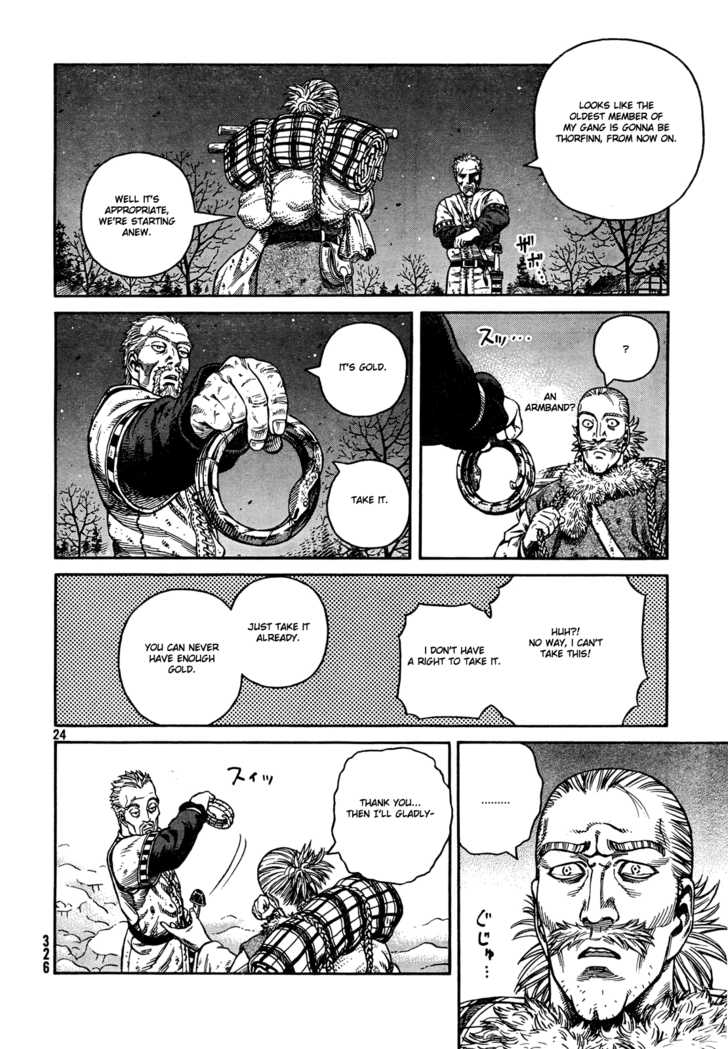 LOOKS LIKE THE
OLDEST MEMBER OF
MY GANG IS GONNA BE
THORFINN, FROM NOW ON.
WELL IT'S
APPROPRIATE,
WE'RE STARTING
ANEW.
ザッ
ザッ
?
AN
ARMBAND?
スッ・・・
IT'S GOLD.
TAKE IT.
HUH?!
NO WAY, I CAN'T
TAKE THIS!
I DON'T HAVE
A RIGHT TO TAKE IT.
JUST TAKE IT
ALREADY.
YOU CAN NEVER
HAVE ENOUGH
GOLD.
24
.........
ぐじゅ…
THANK YOU...
THEN I'LL GLADLY-
スイッ
326